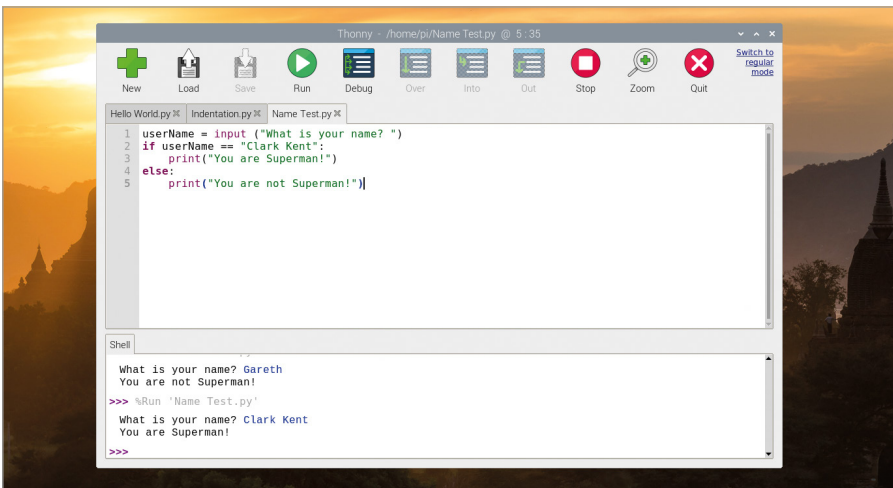 Thonny - /home/pi/Name Test.py @ 5 : 35
New Load Save Run Debug Over Into Out Stop Zoom Quit
Switch to
regular
mode
Hello World.py Indentation.py Name Test.py
1 userName = input ("What is your name? ")
2 if userName == "Clark Kent":
3     print("You are Superman!")
4 else:
5     print("You are not Superman!")
Shell
What is your name? Gareth
You are not Superman!
>>> %Run 'Name Test.py'
What is your name? Clark Kent
You are Superman!
>>>